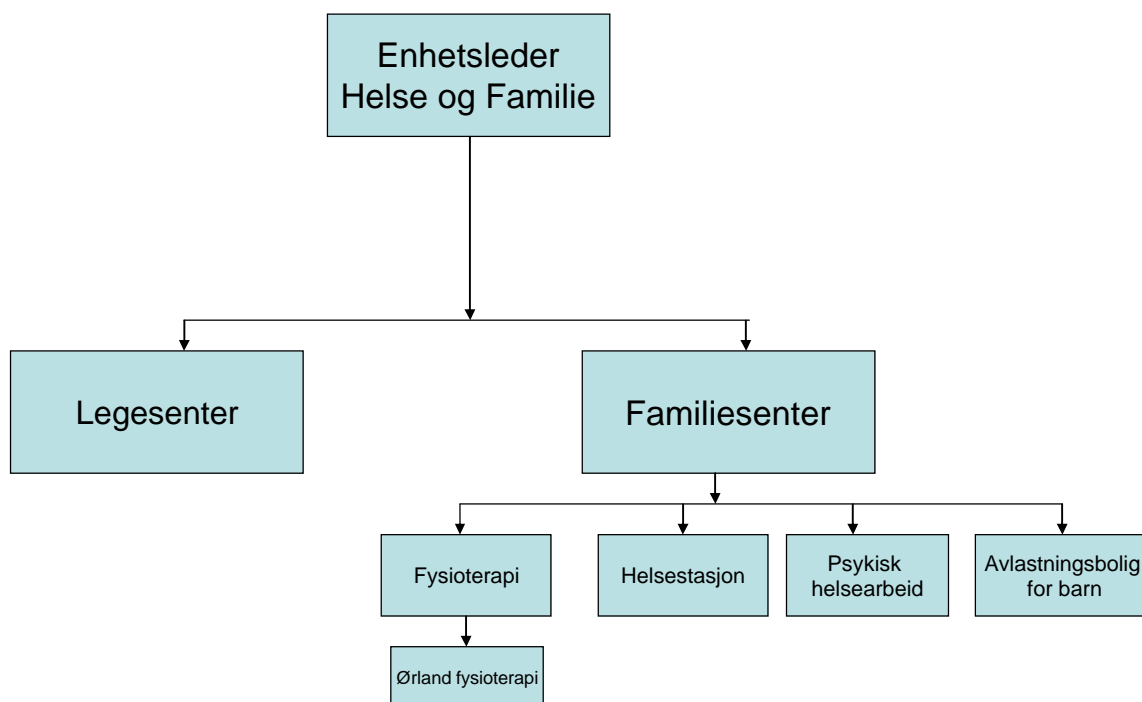 Enhetsleder
Helse og Familie
Legesenter
Familiesenter
Fysioterapi
Helsestasjon
Psykisk
helsearbeid
Avlastningsbolig
for barn
Ørland fysioterapi